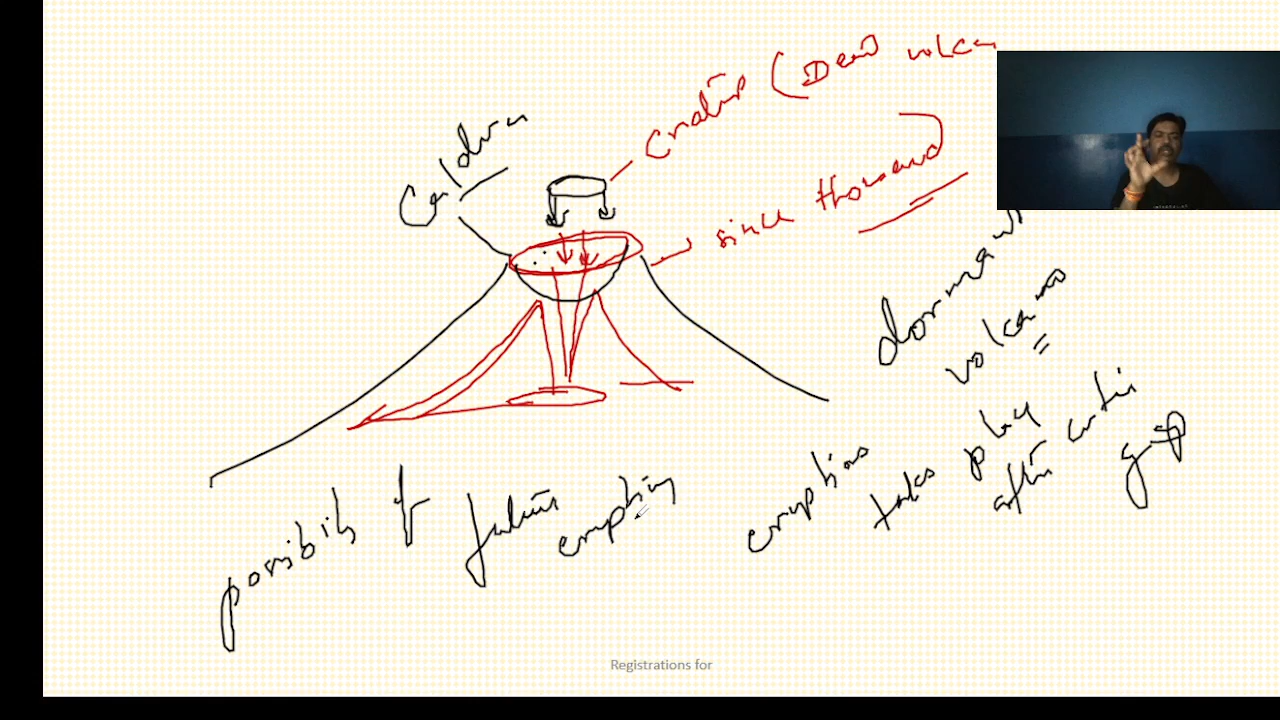 Crater (Dead volca
Caldera
since thousand)
dormant
volcano
possibility of future
eruption
eruptions
takes place
after
gap
Registrations for